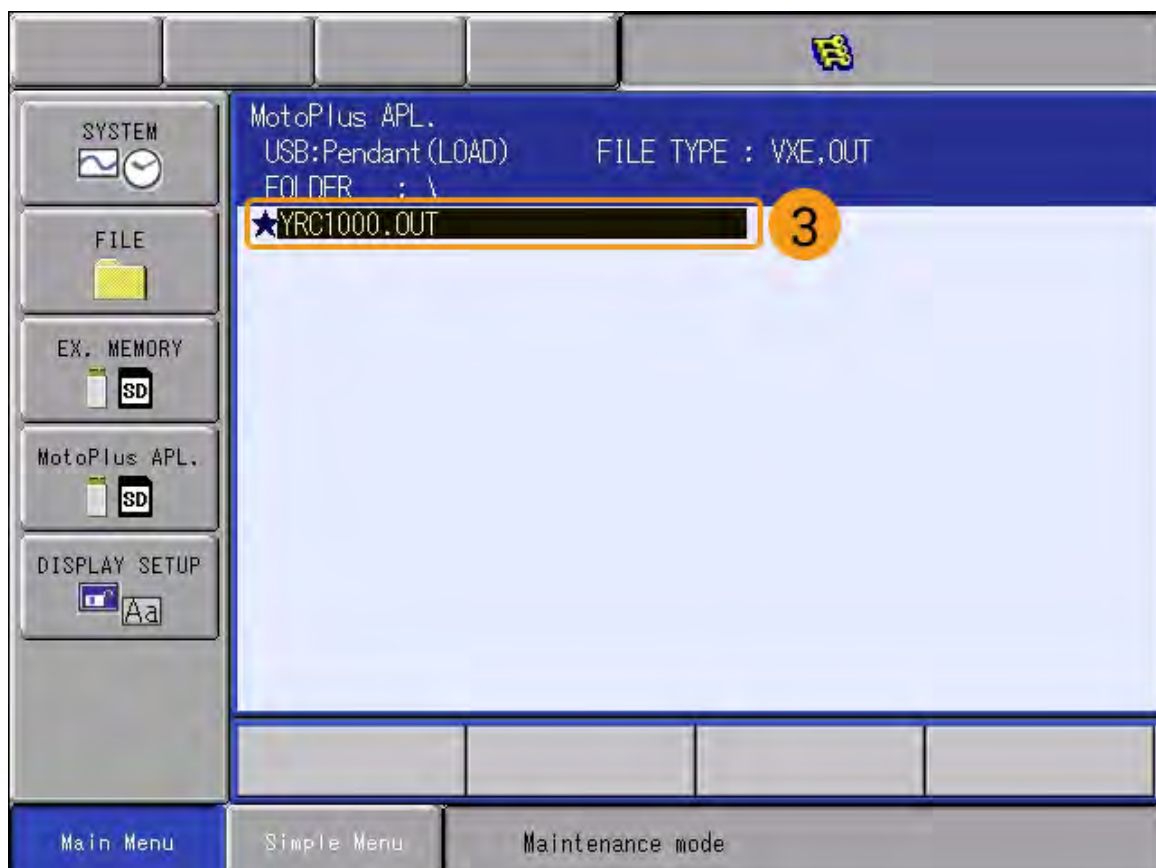 SYSTEM
FILE
EX. MEMORY
SD
MotoPlus APL.
SD
DISPLAY SETUP
Aa
MotoPlus APL.
USB:Pendant(LOAD) FILE TYPE : VXE,OUT
FOLDER : \
★YRC1000.OUT
3
Main Menu
Simple Menu
Maintenance mode